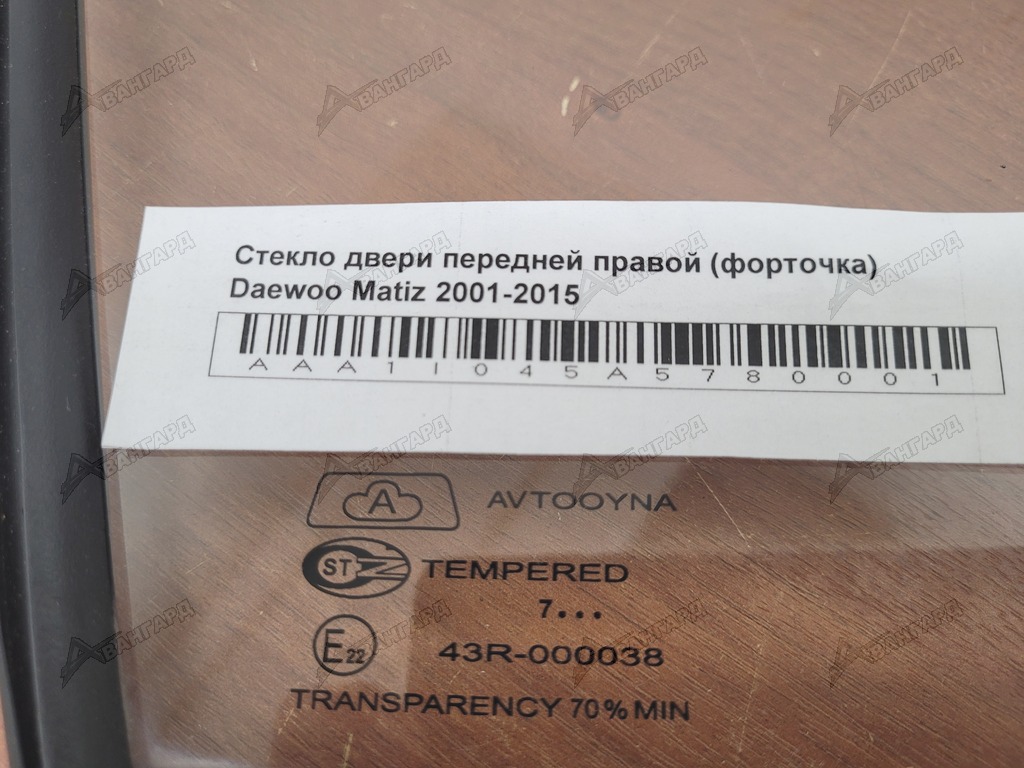 Стекло двери передней правой (форточка)
Daewoo Matiz 2001-2015
AAA11045A5780001
A AVTOOYNA
ST TEMPERED
7...
E22 43R-000038
TRANSPARENCY 70% MIN
АВАНГАРД